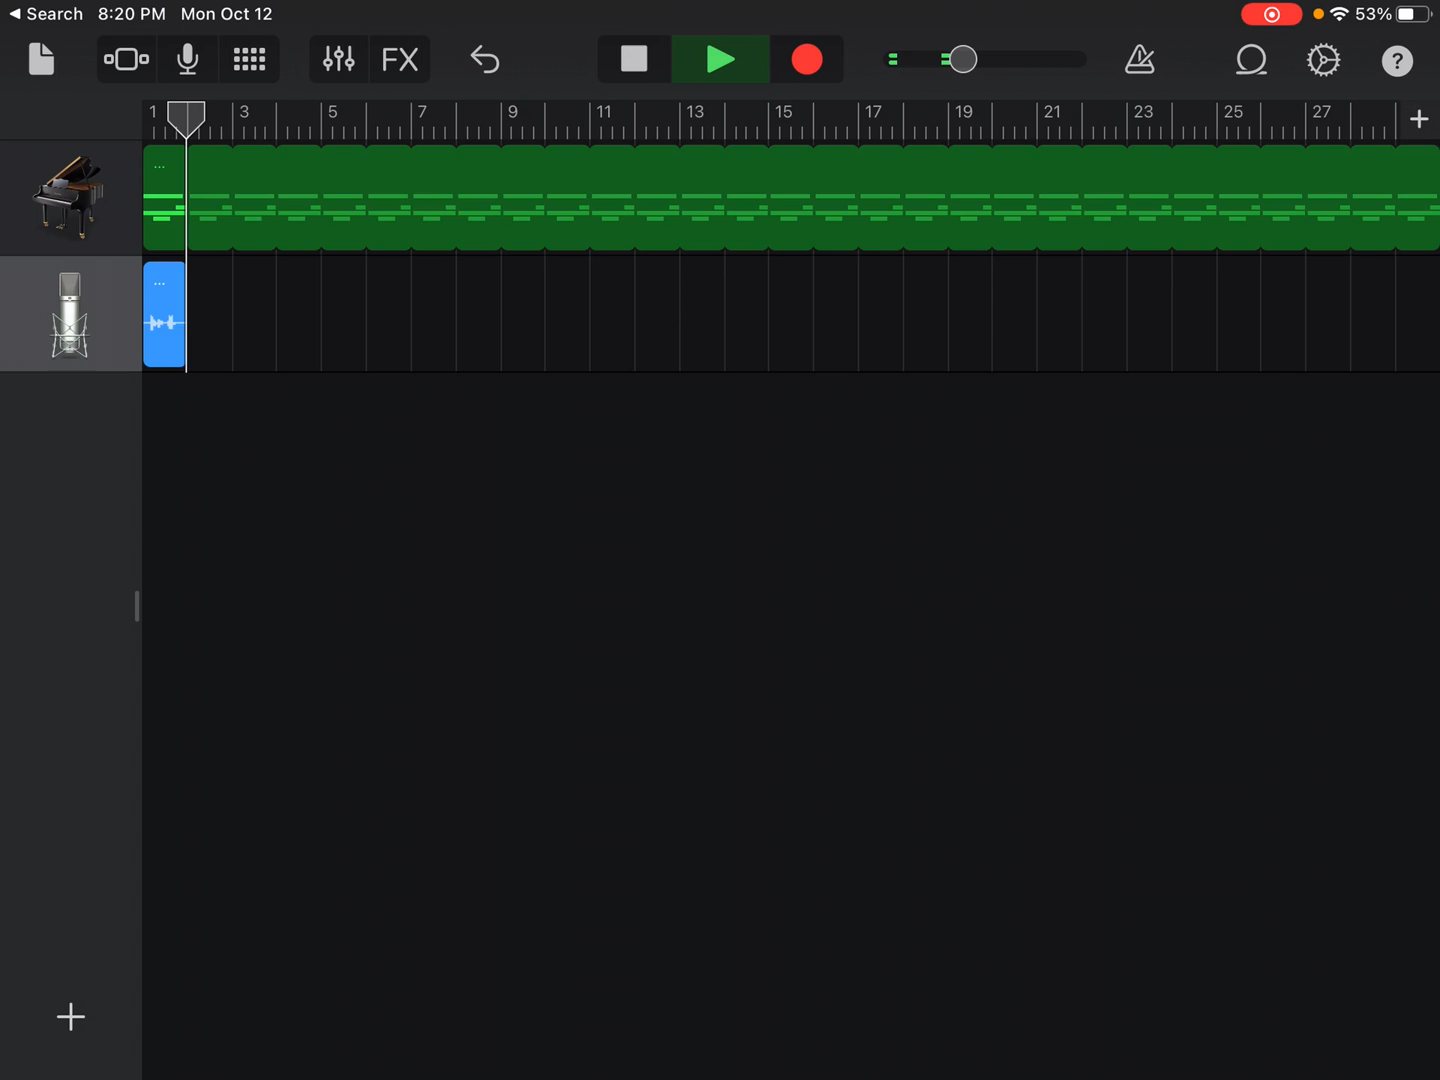 Search 8:20 PM Mon Oct 12 53%
FX ?
1 3 5 7 9 11 13 15 17 19 21 23 25 27 +
...
...
+